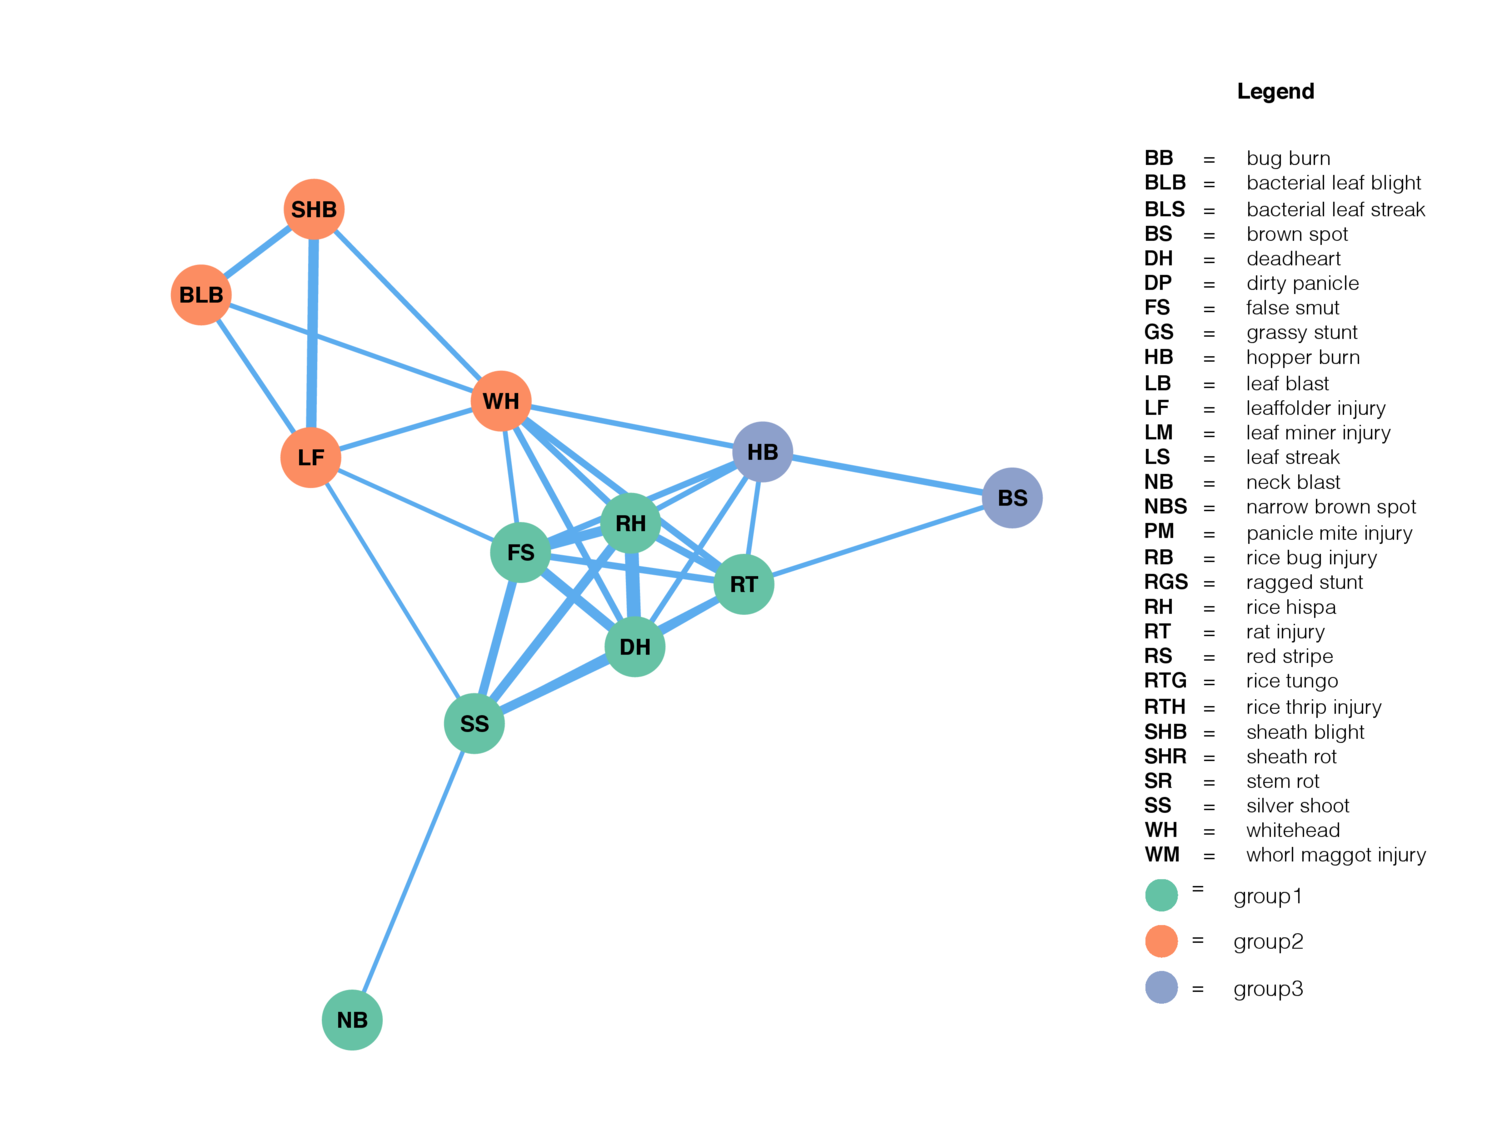 Legend
BB = bug burn
BLB = bacterial leaf blight
BLS = bacterial leaf streak
BS = brown spot
DH = deadheart
DP = dirty panicle
FS = false smut
GS = grassy stunt
HB = hopper burn
LB = leaf blast
LF = leaffolder injury
LM = leaf miner injury
LS = leaf streak
NB = neck blast
NBS = narrow brown spot
PM = panicle mite injury
RB = rice bug injury
RGS = ragged stunt
RH = rice hispa
RT = rat injury
RS = red stripe
RTG = rice tungo
RTH = rice thrip injury
SHB = sheath blight
SHR = sheath rot
SR = stem rot
SS = silver shoot
WH = whitehead
WM = whorl maggot injury
= group1
= group2
= group3
SHB
BLB
WH
LF
HB
BS
RH
FS
RT
DH
SS
NB